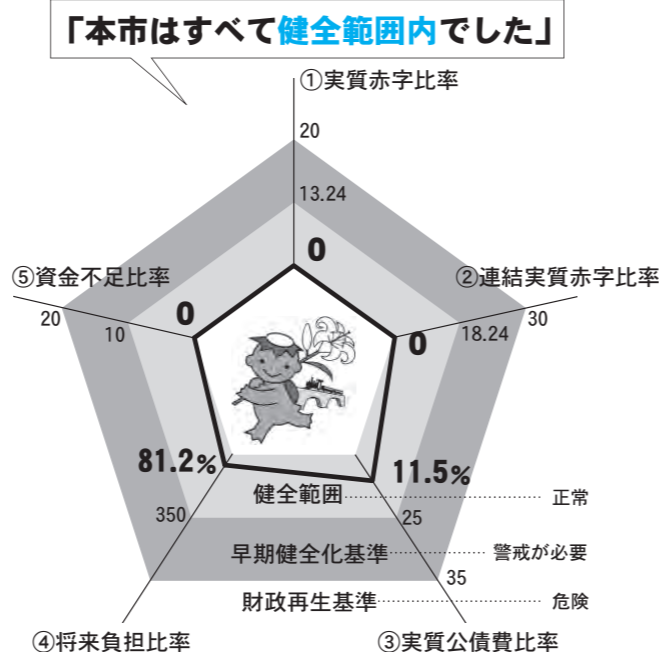 「本市はすべて健全範囲内でした」
①実質赤字比率
20
13.24
0
⑤資金不足比率
②連結実質赤字比率
20
10
0
0
18.24
30
81.2%
11.5%
健全範囲
正常
350
25
早期健全化基準
警戒が必要
35
財政再生基準
危険
④将来負担比率
③実質公債費比率